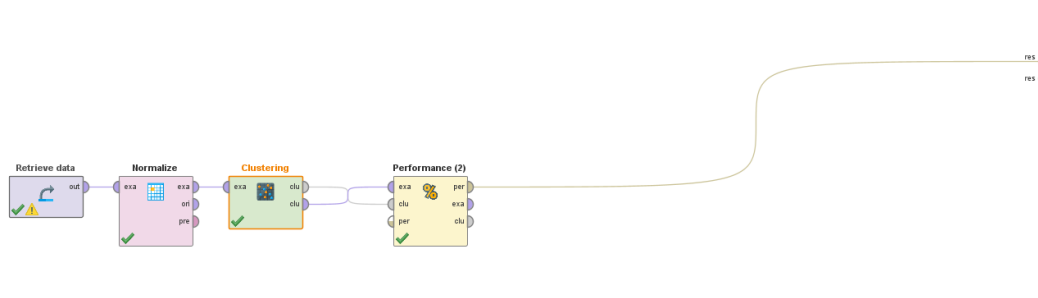 res
res
Retrieve data
Normalize
Clustering
Performance (2)
out
exa
exa
exa
clu
exa
per
ori
clu
clu
exa
pre
per
clu